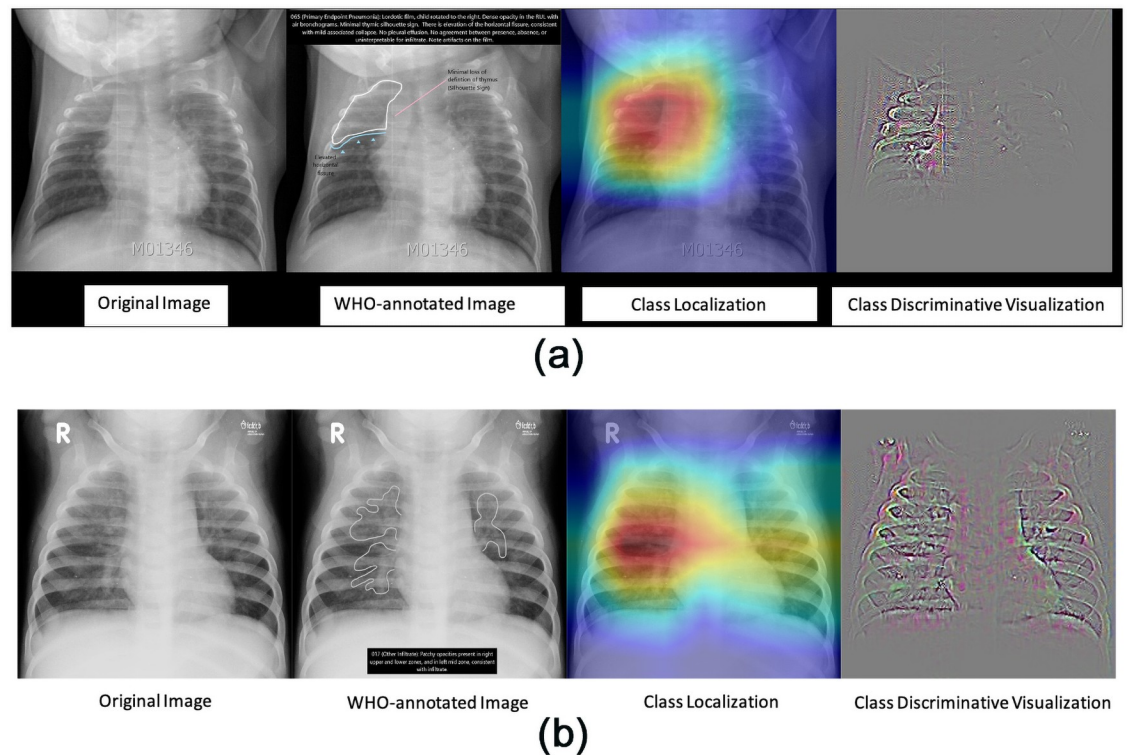 065 (Primary Endpoint Pneumonia): Lordotic film, child rotated to the right. Dense opacity in the RUL with
air bronchograms. Minimal thymic silhouette sign. There is elevation of the horizontal fissure, consistent
with mild associated collapse. No pleural effusion. No agreement between presence, absence, or
uninterpretable for infiltrate. Note artifacts on the film.
Minimal loss of
definition of thymus
(Silhouette Sign)
Elevated
horizontal
fissure
M01346
M01346
M01346
Original Image
WHO-annotated Image
Class Localization
Class Discriminative Visualization
(a)
R
R
R
017 (Other Infiltrate): Patchy opacities present in right
upper and lower zones, and in left mid zone, consistent
with infiltrate
Original Image
WHO-annotated Image
Class Localization
Class Discriminative Visualization
(b)